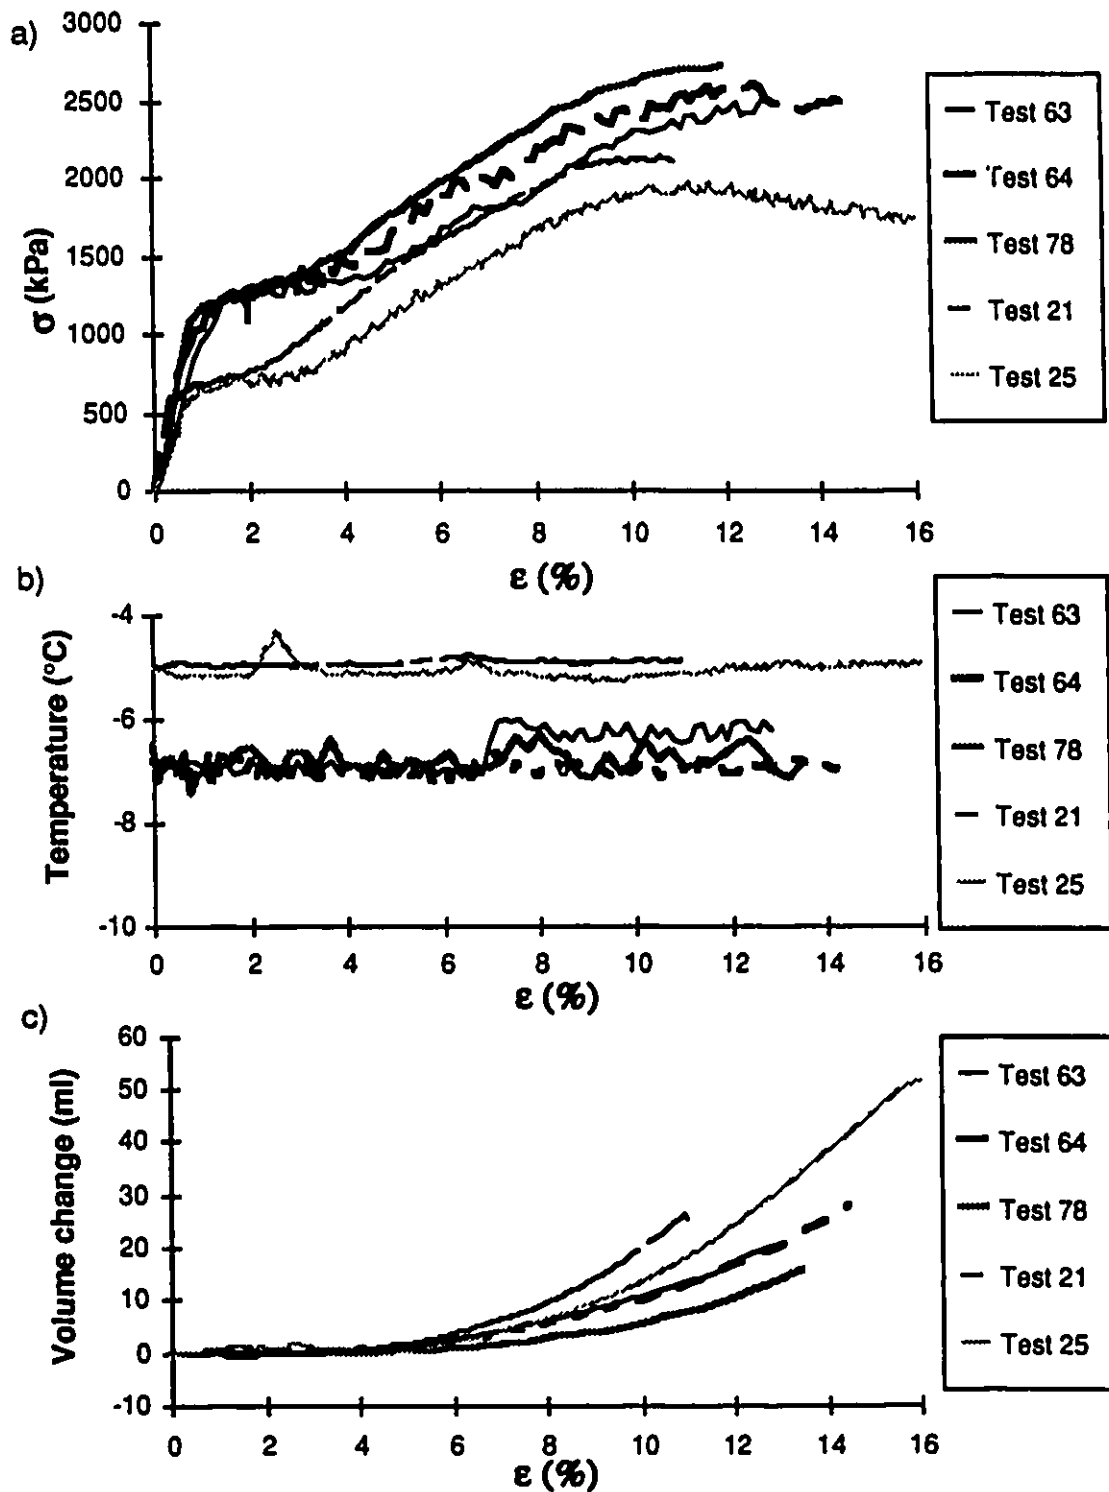 a)
3000
2500
2000
1500
1000
500
0
σ (kPa)
0 2 4 6 8 10 12 14 16
ε (%)
Test 63
Test 64
Test 78
Test 21
Test 25
b)
-4
-6
-8
-10
Temperature (°C)
0 2 4 6 8 10 12 14 16
ε (%)
Test 63
Test 64
Test 78
Test 21
Test 25
c)
60
50
40
30
20
10
0
-10
Volume change (ml)
0 2 4 6 8 10 12 14 16
ε (%)
Test 63
Test 64
Test 78
Test 21
Test 25